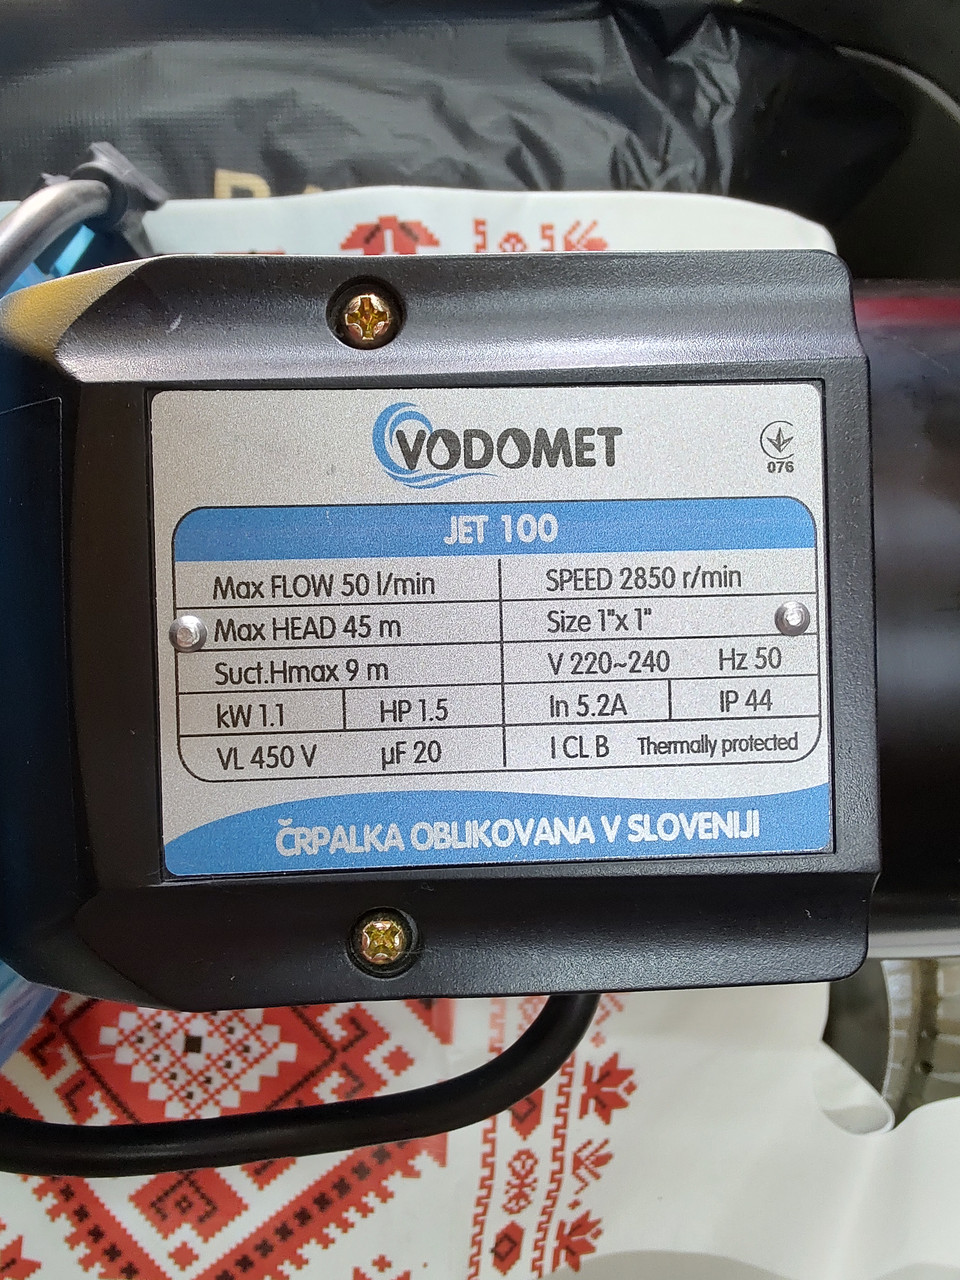 VODOMET
076
JET 100
Max FLOW 50 l/min SPEED 2850 r/min
Max HEAD 45 m Size 1"x 1"
Suct.Hmax 9 m V 220~240 Hz 50
kW 1.1 HP 1.5 In 5.2A IP 44
VL 450 V µF 20 I CL B Thermally protected
ČRPALKA OBLIKOVANA V SLOVENIJI